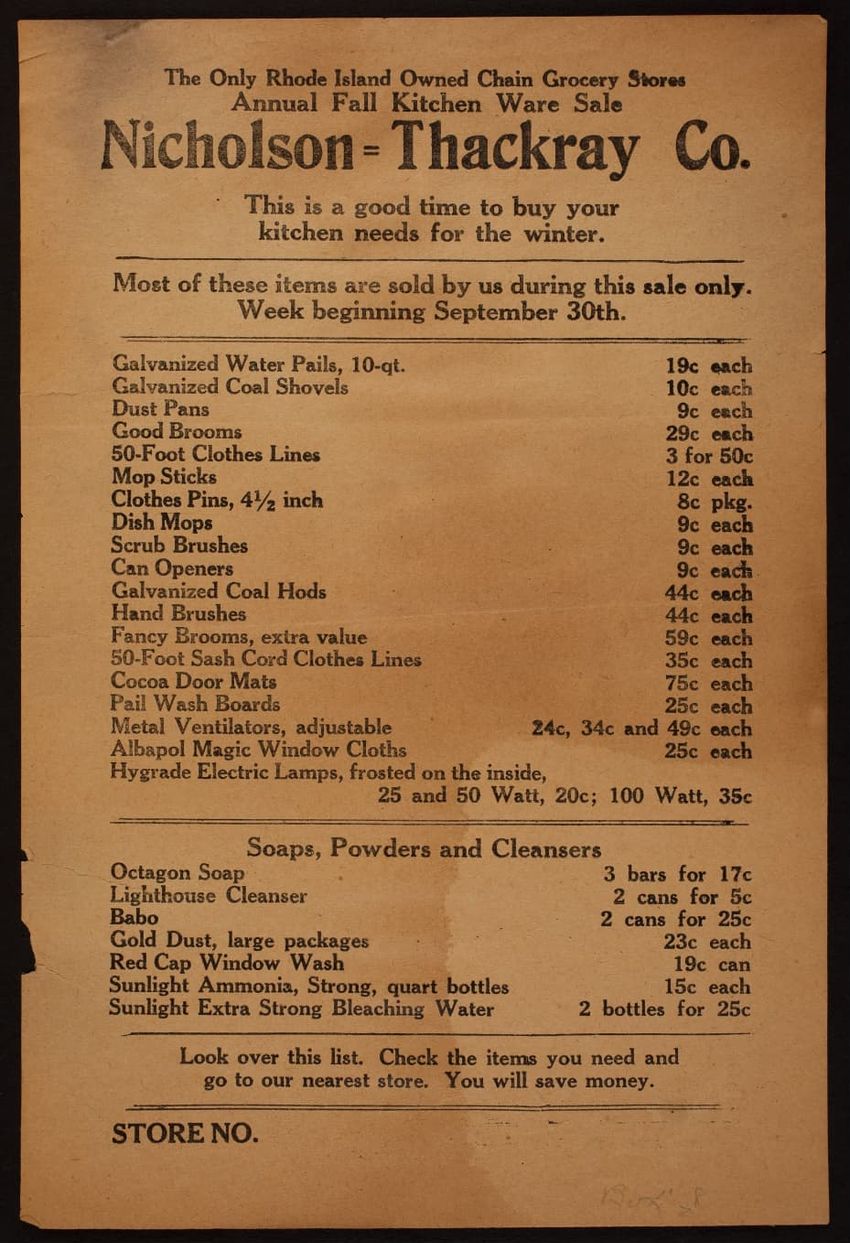 The Only Rhode Island Owned Chain Grocery Stores
Annual Fall Kitchen Ware Sale
Nicholson=Thackray Co.
This is a good time to buy your
kitchen needs for the winter.
Most of these items are sold by us during this sale only.
Week beginning September 30th.
Galvanized Water Pails, 10-qt. 19c each
Galvanized Coal Shovels 10c each
Dust Pans 9c each
Good Brooms 29c each
50-Foot Clothes Lines 3 for 50c
Mop Sticks 12c each
Clothes Pins, 4½ inch 8c pkg.
Dish Mops 9c each
Scrub Brushes 9c each
Can Openers 9c each
Galvanized Coal Hods 44c each
Hand Brushes 44c each
Fancy Brooms, extra value 59c each
50-Foot Sash Cord Clothes Lines 35c each
Cocoa Door Mats 75c each
Pail Wash Boards 25c each
Metal Ventilators, adjustable 24c, 34c and 49c each
Albapol Magic Window Cloths 25c each
Hygrade Electric Lamps, frosted on the inside,
25 and 50 Watt, 20c; 100 Watt, 35c
Soaps, Powders and Cleansers
Octagon Soap 3 bars for 17c
Lighthouse Cleanser 2 cans for 5c
Babo 2 cans for 25c
Gold Dust, large packages 23c each
Red Cap Window Wash 19c can
Sunlight Ammonia, Strong, quart bottles 15c each
Sunlight Extra Strong Bleaching Water 2 bottles for 25c
Look over this list. Check the items you need and
go to our nearest store. You will save money.
STORE NO.